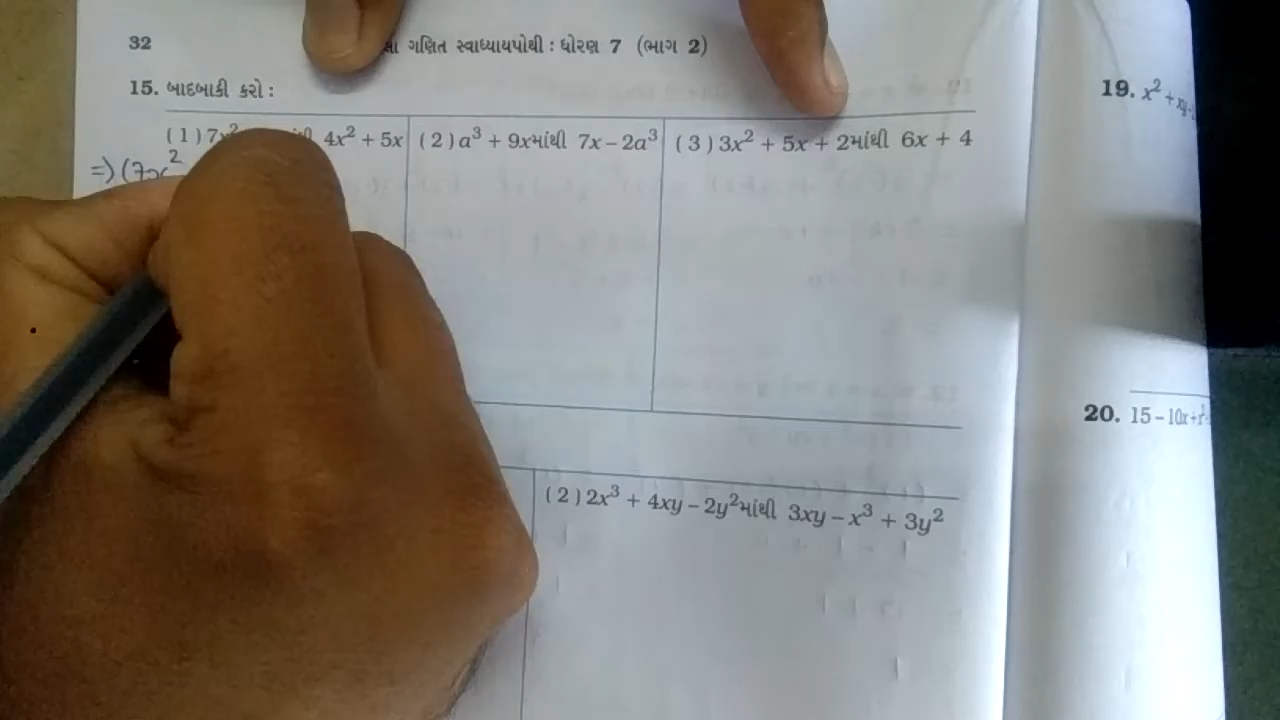 32
ગણિત સ્વાધ્યાયપોથી : ધોરણ 7 (ભાગ 2)
15. બાદબાકી કરો :
(1) 7x² 4x² + 5x
(2) a³ + 9xમાંથી 7x – 2a³
(3) 3x² + 5x + 2માંથી 6x + 4
=> (7x²
(2) 2x³ + 4xy – 2y²માંથી 3xy – x³ + 3y²
19. x² + xy
20. 15 – 10x +